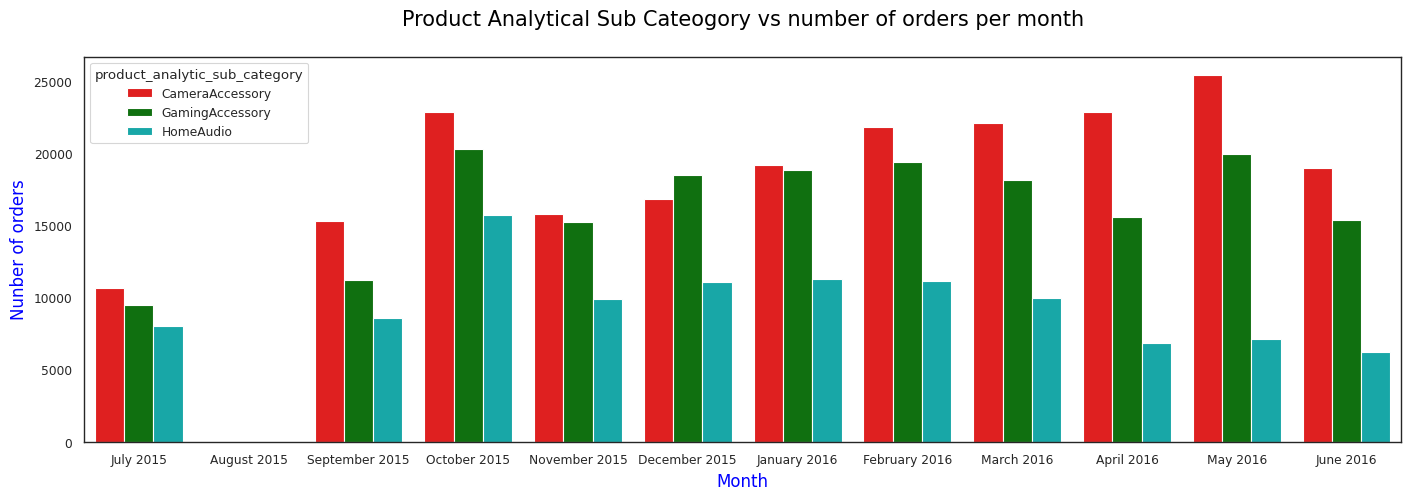 Product Analytical Sub Cateogory vs number of orders per month
product_analytic_sub_category
CameraAccessory
GamingAccessory
HomeAudio
Nunber of orders
25000
20000
15000
10000
5000
0
July 2015 August 2015 September 2015 October 2015 November 2015 December 2015 January 2016 February 2016 March 2016 April 2016 May 2016 June 2016
Month